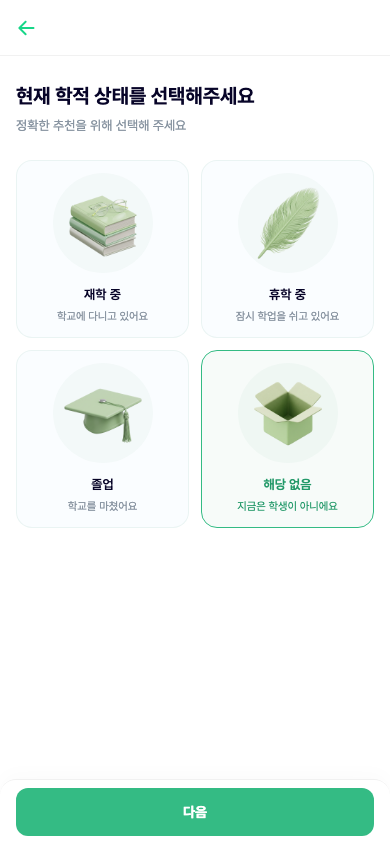 현재 학적 상태를 선택해주세요
정확한 추천을 위해 선택해 주세요
재학 중
학교에 다니고 있어요
휴학 중
잠시 학업을 쉬고 있어요
졸업
학교를 마쳤어요
해당 없음
지금은 학생이 아니에요
다음